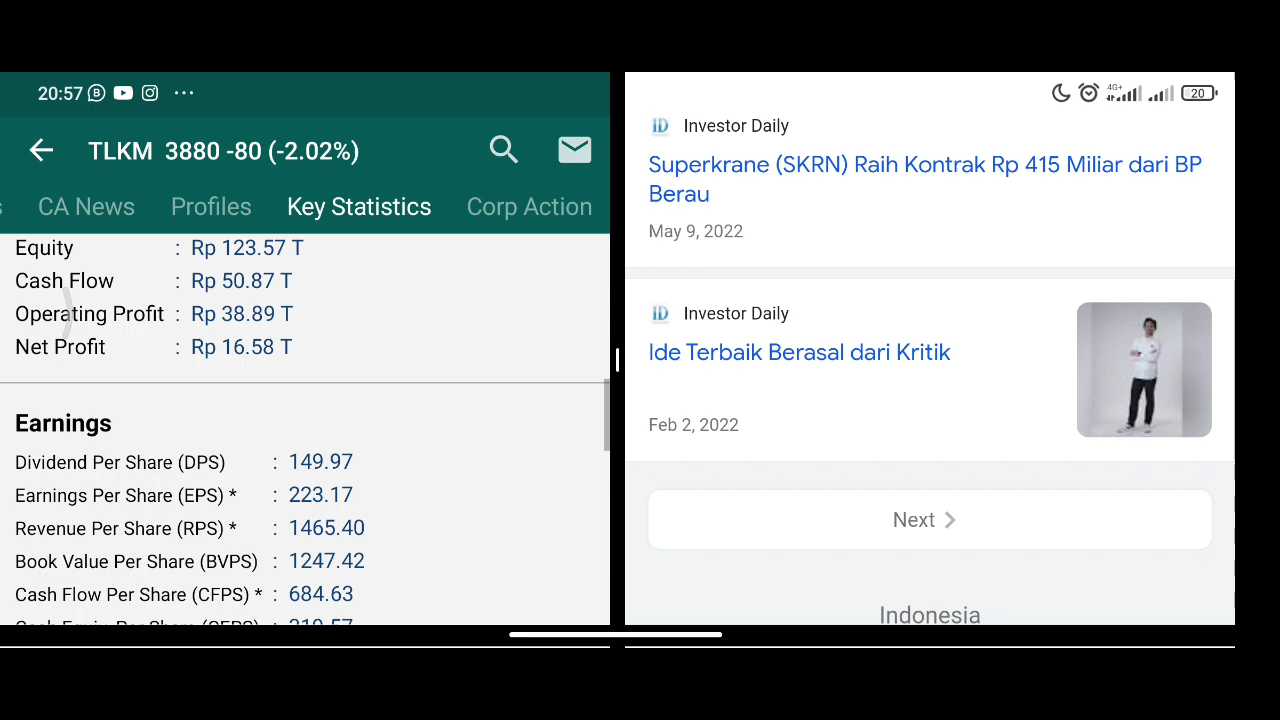 20:57
TLKM 3880 -80 (-2.02%)
s CA News Profiles Key Statistics Corp Action
Equity : Rp 123.57 T
Cash Flow : Rp 50.87 T
Operating Profit : Rp 38.89 T
Net Profit : Rp 16.58 T
Earnings
Dividend Per Share (DPS) : 149.97
Earnings Per Share (EPS) * : 223.17
Revenue Per Share (RPS) * : 1465.40
Book Value Per Share (BVPS) : 1247.42
Cash Flow Per Share (CFPS) * : 684.63
4G+ 20
ID Investor Daily
Superkrane (SKRN) Raih Kontrak Rp 415 Miliar dari BP
Berau
May 9, 2022
ID Investor Daily
Ide Terbaik Berasal dari Kritik
Feb 2, 2022
Next
Indonesia